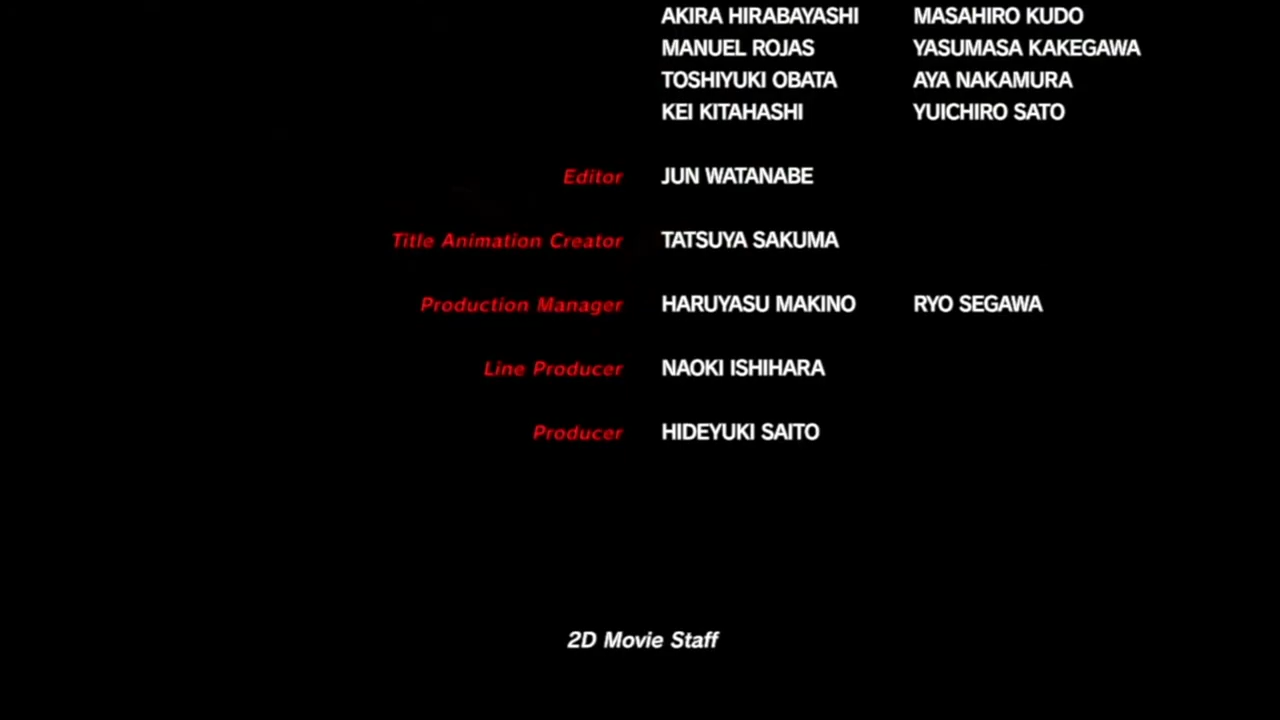 AKIRA HIRABAYASHI MASAHIRO KUDO
MANUEL ROJAS YASUMASA KAKEGAWA
TOSHIYUKI OBATA AYA NAKAMURA
KEI KITAHASHI YUICHIRO SATO
Editor JUN WATANABE
Title Animation Creator TATSUYA SAKUMA
Production Manager HARUYASU MAKINO RYO SEGAWA
Line Producer NAOKI ISHIHARA
Producer HIDEYUKI SAITO
2D Movie Staff